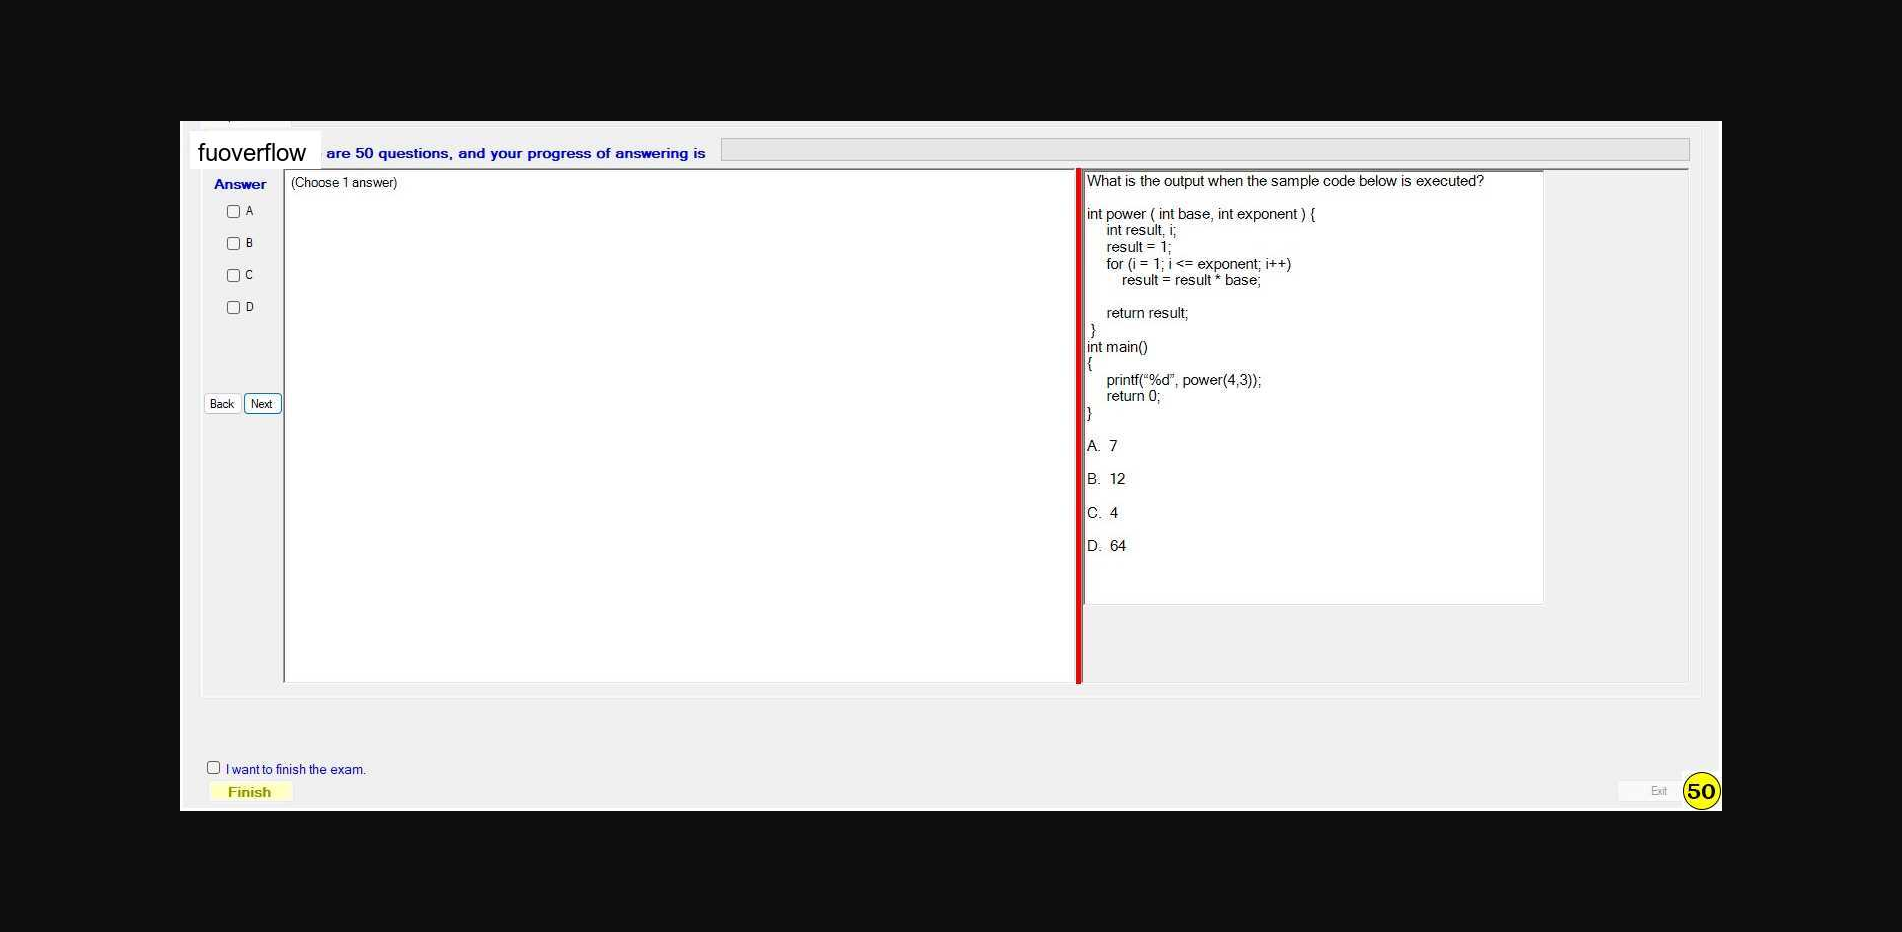 fuoverflow are 50 questions, and your progress of answering is
Answer
A
B
C
D
Back Next
(Choose 1 answer)
What is the output when the sample code below is executed?
int power ( int base, int exponent ) {
int result, i;
result = 1;
for (i = 1; i <= exponent; i++)
result = result * base;
return result;
}
int main()
{
printf(“%d”, power(4,3));
return 0;
}
A. 7
B. 12
C. 4
D. 64
I want to finish the exam.
Finish
Exit
50